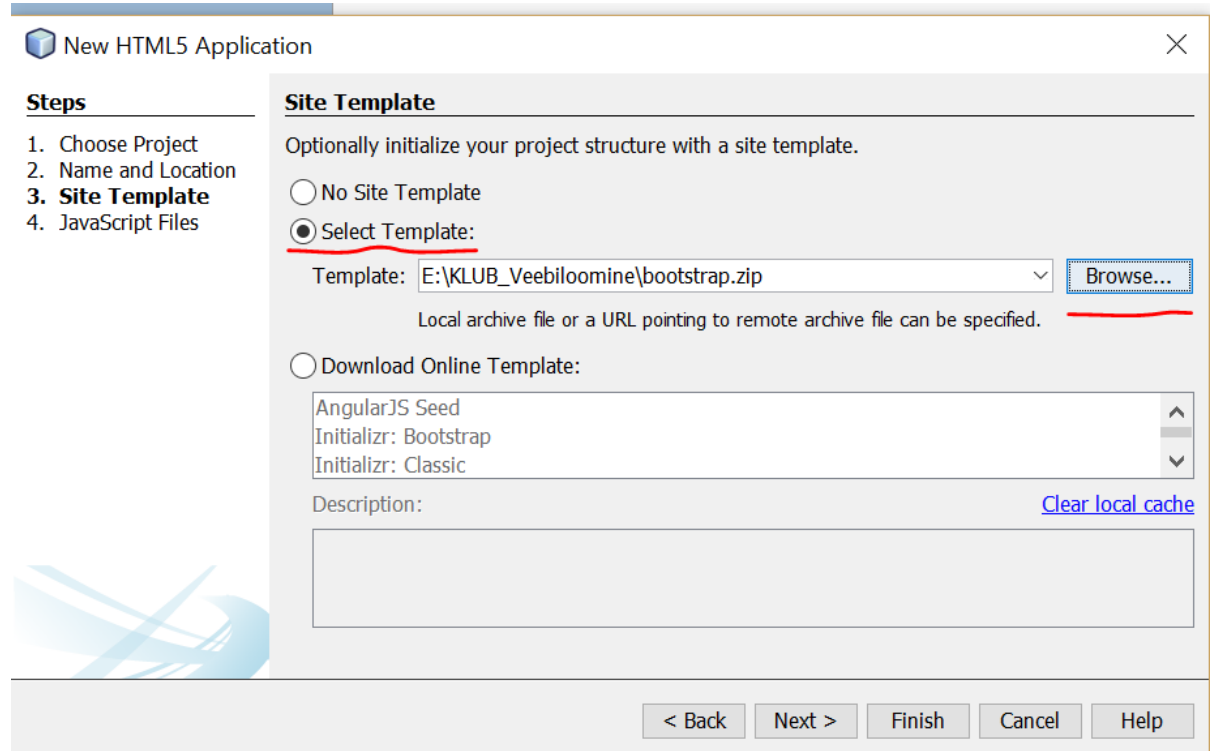 New HTML5 Application
Steps
1. Choose Project
2. Name and Location
3. Site Template
4. JavaScript Files
Site Template
Optionally initialize your project structure with a site template.
No Site Template
Select Template:
Template: E:\KLUB_Veebiloomine\bootstrap.zip Browse...
Local archive file or a URL pointing to remote archive file can be specified.
Download Online Template:
AngularJS Seed
Initializr: Bootstrap
Initializr: Classic
Description: Clear local cache
< Back Next > Finish Cancel Help